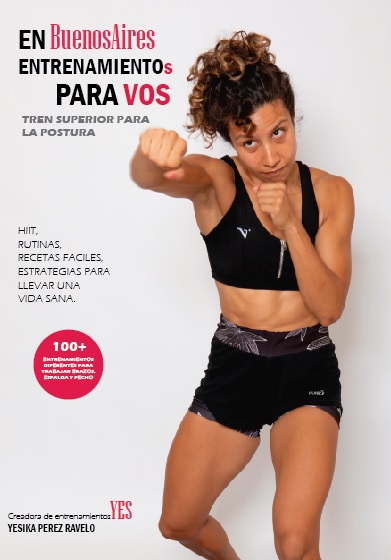 EN BuenosAires
ENTRENAMIENTOs
PARA VOS
TREN SUPERIOR PARA
LA POSTURA
HIIT,
RUTINAS,
RECETAS FACILES,
ESTRATEGIAS PARA
LLEVAR UNA
VIDA SANA.
100+
ENTRENAMIENTOS
DIFERENTES PARA
TRABAJAR BRAZOS,
ESPALDA Y PECHO
Creadora de entrenamientos YES
YESIKA PEREZ RAVELO